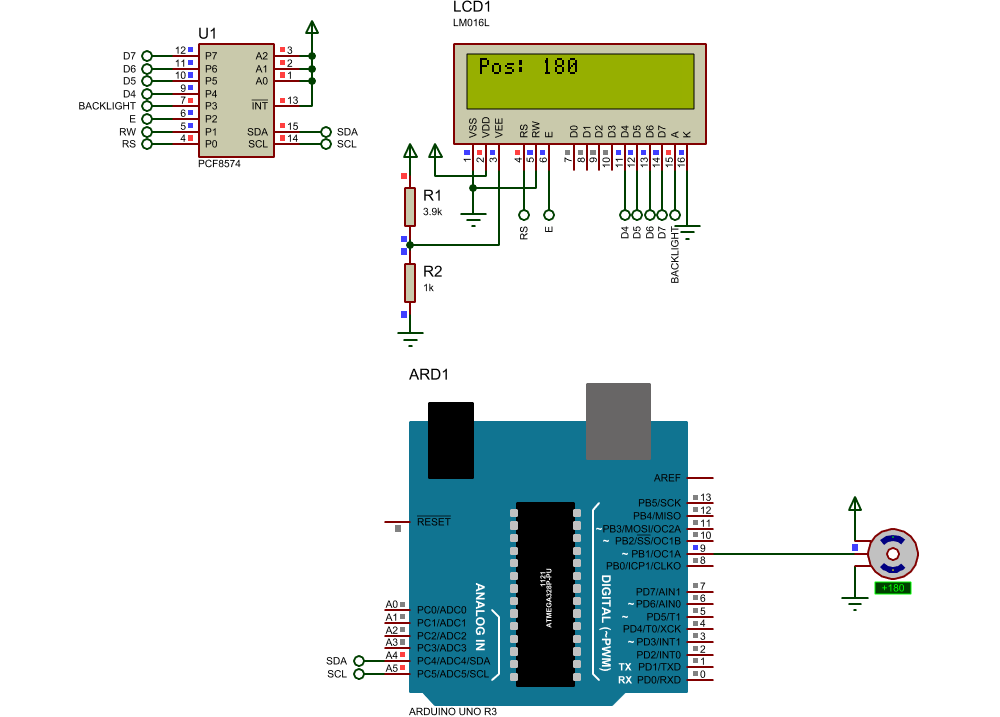 U1
D7 12 P7 A2 3
D6 11 P6 A1 2
D5 10 P5 A0 1
D4 9 P4
BACKLIGHT 7 P3 INT 13
E 6 P2
RW 5 P1 SDA 15 SDA
RS 4 P0 SCL 14 SCL
PCF8574
LCD1
LM016L
Pos: 180
VSS VDD VEE RS RW E D0 D1 D2 D3 D4 D5 D6 D7 A K
1 2 3 4 5 6 7 8 9 10 11 12 13 14 15 16
RS E D4 D5 D6 D7 BACKLIGHT
R1
3.9k
R2
1k
ARD1
AREF
PB5/SCK 13
PB4/MISO 12
RESET
~PB3/MOSI/OC2A 11
~ PB2/SS/OC1B 10
~ PB1/OC1A 9
PB0/ICP1/CLKO 8
1121
ATMEGA328P-PU
ANALOG IN
DIGITAL (~PWM)
PD7/AIN1 7
~ PD6/AIN0 6
~ PD5/T1 5
PD4/T0/XCK 4
~ PD3/INT1 3
PD2/INT0 2
TX PD1/TXD 1
RX PD0/RXD 0
A0 PC0/ADC0
A1 PC1/ADC1
A2 PC2/ADC2
A3 PC3/ADC3
SDA A4 PC4/ADC4/SDA
SCL A5 PC5/ADC5/SCL
ARDUINO UNO R3
+180